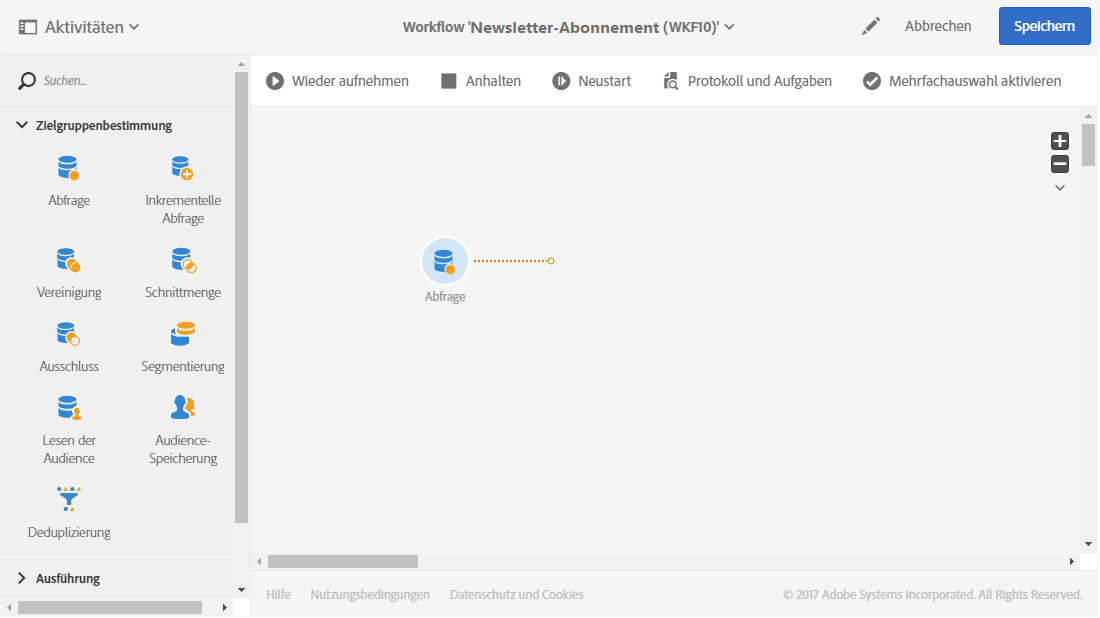 Aktivitäten
Workflow 'Newsletter-Abonnement (WKF10)'
Abbrechen
Speichern
Suchen...
Wieder aufnehmen
Anhalten
Neustart
Protokoll und Aufgaben
Mehrfachauswahl aktivieren
Zielgruppenbestimmung
Abfrage
Inkrementelle
Abfrage
Vereinigung
Schnittmenge
Ausschluss
Segmentierung
Lesen der
Audience
Audience-
Speicherung
Deduplizierung
Ausführung
Abfrage
Hilfe
Nutzungsbedingungen
Datenschutz und Cookies
© 2017 Adobe Systems Incorporated. All Rights Reserved.